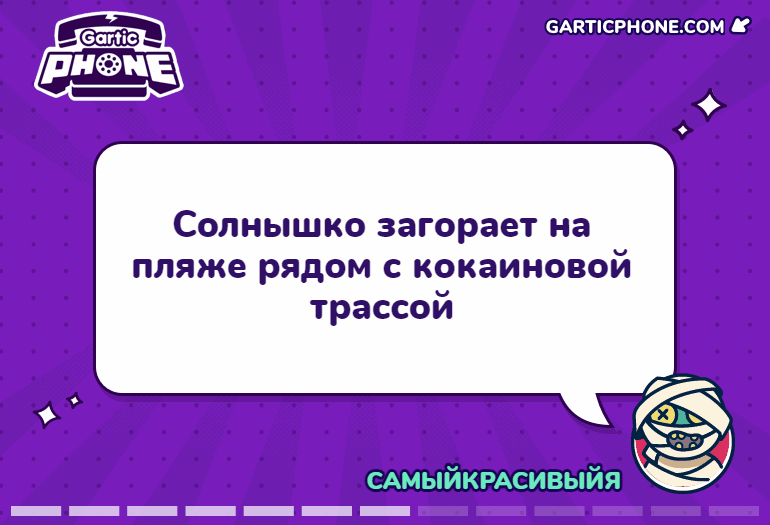 Gartic
PHONE
GARTICPHONE.COM
Солнышко загорает на
пляже рядом с кокаиновой
трассой
САМЫЙКРАСИВЫЙЯ